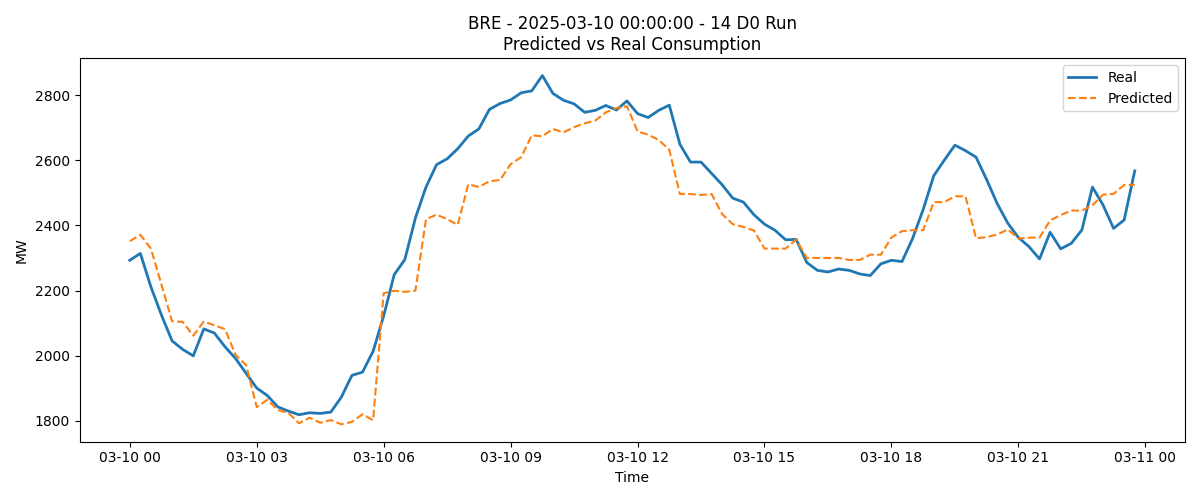 BRE - 2025-03-10 00:00:00 - 14 D0 Run
Predicted vs Real Consumption
Real
Predicted
MW
2800
2600
2400
2200
2000
1800
03-10 00
03-10 03
03-10 06
03-10 09
03-10 12
03-10 15
03-10 18
03-10 21
03-11 00
Time